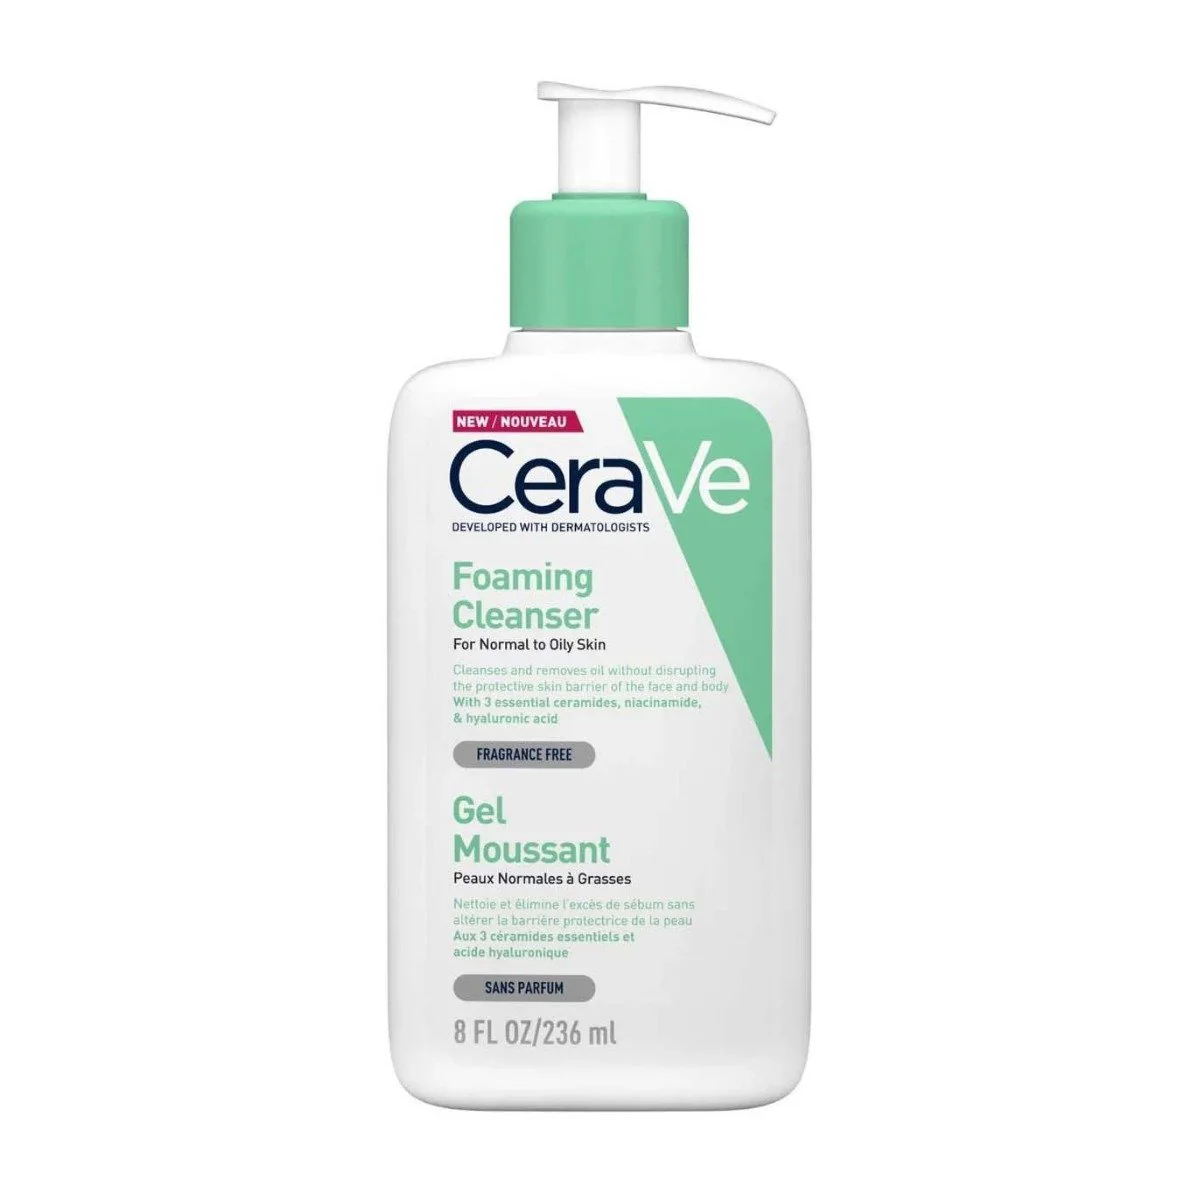 NEW / NOUVEAU
CeraVe
DEVELOPED WITH DERMATOLOGISTS
Foaming
Cleanser
For Normal to Oily Skin
Cleanses and removes oil without disrupting
the protective skin barrier of the face and body
With 3 essential ceramides, niacinamide,
& hyaluronic acid
FRAGRANCE FREE
Gel
Moussant
Peaux Normales à Grasses
Nettoie et élimine l'excès de sébum sans
altérer la barrière protectrice de la peau
Aux 3 céramides essentiels et
acide hyaluronique
SANS PARFUM
8 FL OZ/236 ml